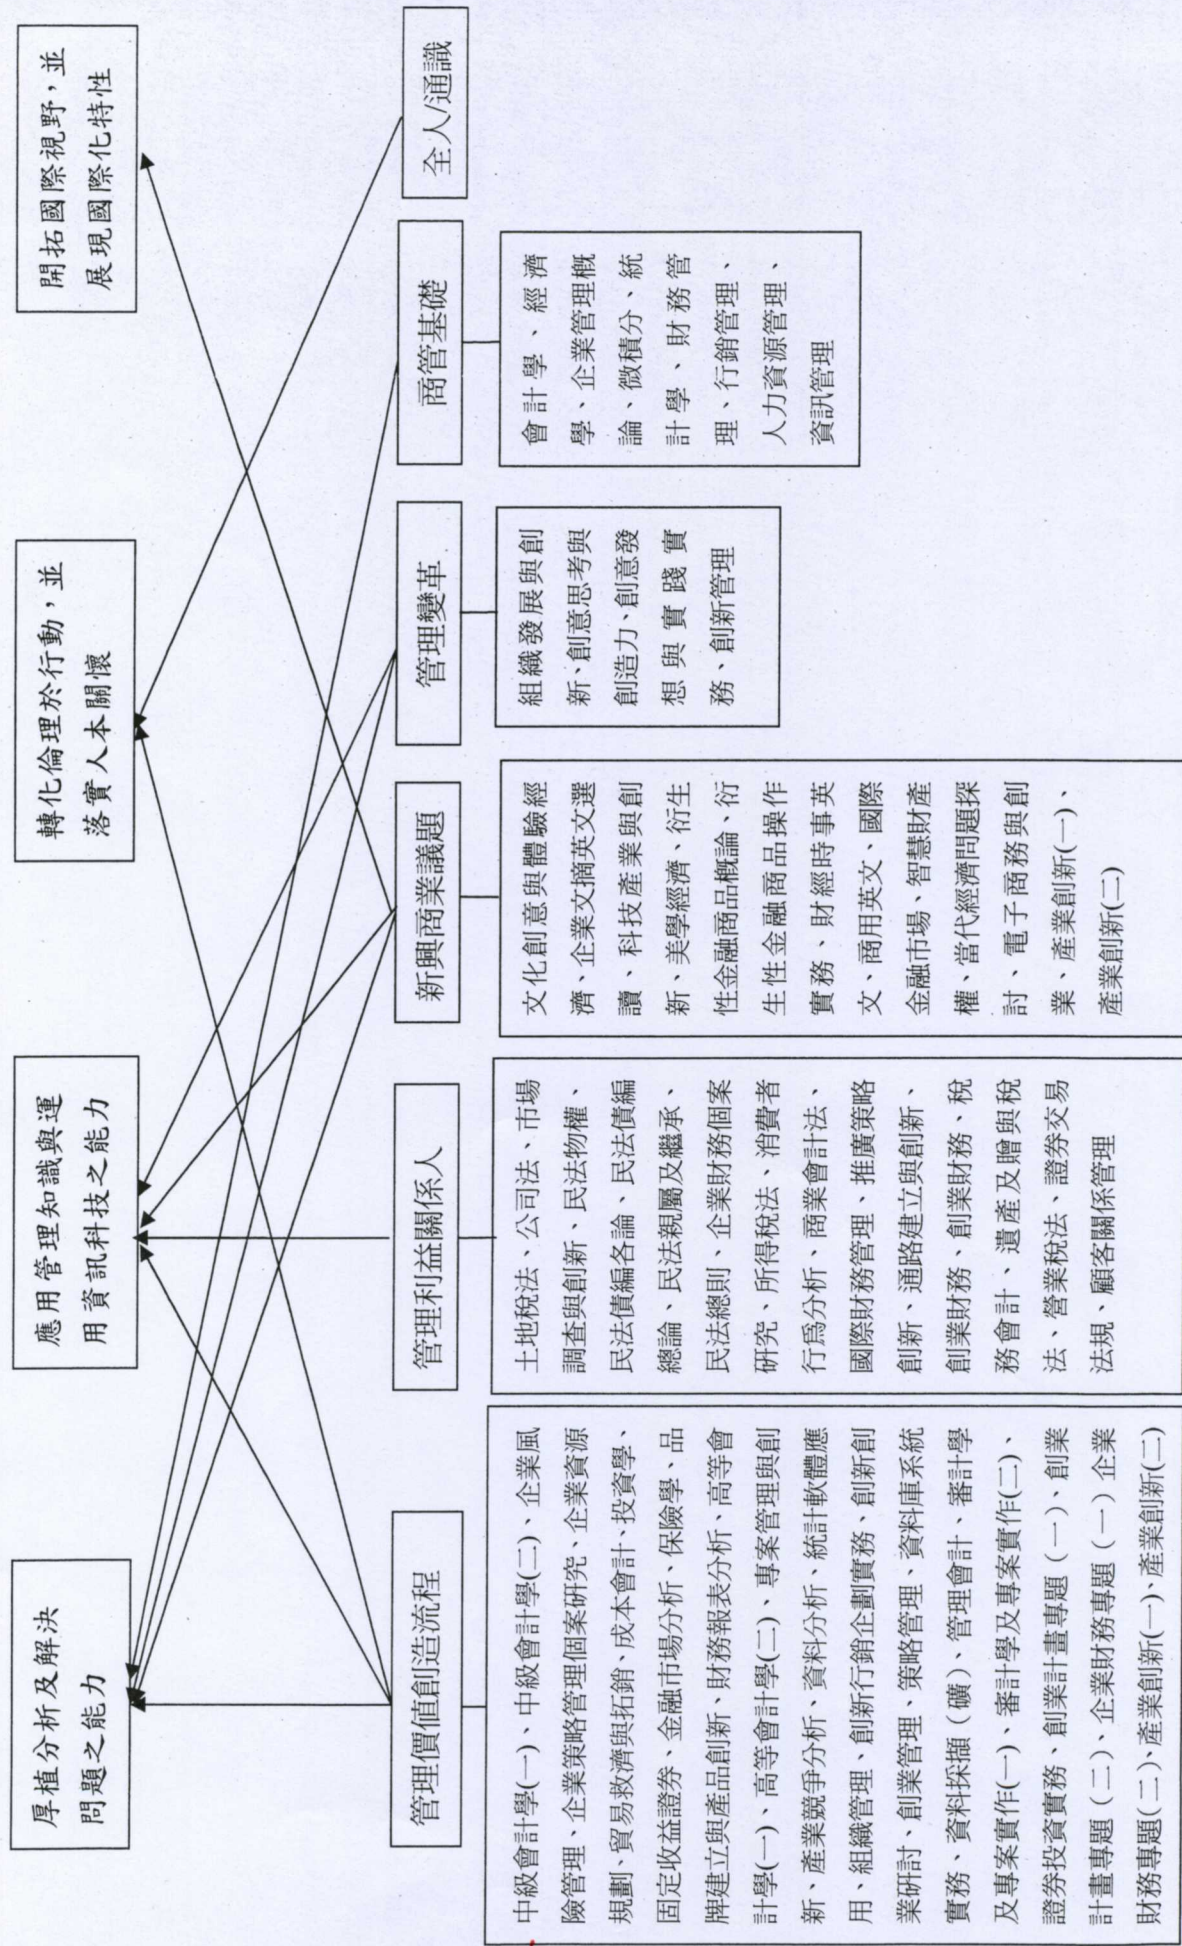 厚植分析及解決
問題之能力
應用管理知識與運
用資訊科技之能力
轉化倫理於行動，並
落實人本關懷
開拓國際視野，並
展現國際化特性
管理價值創造流程
管理利益關係人
新興商業議題
管理變革
商管基礎
全人/通識
中級會計學(一)、中級會計學(二)、企業風
險管理、企業策略管理個案研究、企業資源
規劃、貿易救濟與拓銷、成本會計、投資學、
固定收益證券、金融市場分析、保險學、品
牌建立與產品創新、財務報表分析、高等會
計學(一)、高等會計學(二)、專案管理與創
新、產業競爭分析、資料分析、統計軟體應
用、組織管理、創新行銷企劃實務、創新創
業研討、創業管理、策略管理、資料庫系統
實務、資料採擷（礦）、管理會計、審計學
及專案實作(一)、審計學及專案實作(二)、
證券投資實務、創業計畫專題（一）、創業
計畫專題（二）、企業財務專題（一）企業
財務專題(二)、產業創新(一)、產業創新(二)
土地稅法、公司法、市場
調查與創新、民法物權、
民法債編各論、民法債編
總論、民法親屬及繼承、
民法總則、企業財務個案
研究、所得稅法、消費者
行為分析、商業會計法、
國際財務管理、推廣策略
創新、通路建立與創新、
創業財務、創業財務、稅
務會計、遺產及贈與稅
法、營業稅法、證券交易
法規、顧客關係管理
文化創意與體驗經
濟、企業文摘英文選
讀、科技產業與創
新、美學經濟、衍生
性金融商品概論、衍
生性金融商品操作
實務、財經時事英
文、商用英文、國際
金融市場、智慧財產
權、當代經濟問題探
討、電子商務與創
業、產業創新(一)、
產業創新(二)
組織發展與創
新、創意思考與
創造力、創意發
想與實踐實
務、創新管理
會計學、經濟
學、企業管理概
論、微積分、統
計學、財務管
理、行銷管理、
人力資源管理、
資訊管理